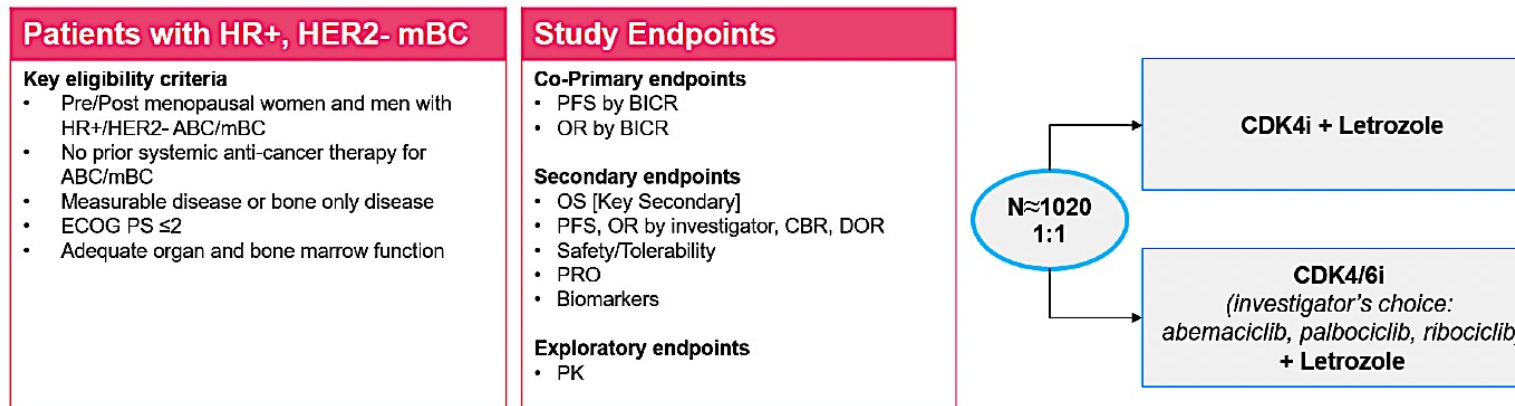 Patients with HR+, HER2- mBC
Key eligibility criteria
• Pre/Post menopausal women and men with
HR+/HER2- ABC/mBC
• No prior systemic anti-cancer therapy for
ABC/mBC
• Measurable disease or bone only disease
• ECOG PS ≤2
• Adequate organ and bone marrow function
Study Endpoints
Co-Primary endpoints
• PFS by BICR
• OR by BICR
Secondary endpoints
• OS [Key Secondary]
• PFS, OR by investigator, CBR, DOR
• Safety/Tolerability
• PRO
• Biomarkers
Exploratory endpoints
• PK
N≈1020
1:1
CDK4i + Letrozole
CDK4/6i
(investigator's choice:
abemaciclib, palbociclib, ribociclib)
+ Letrozole